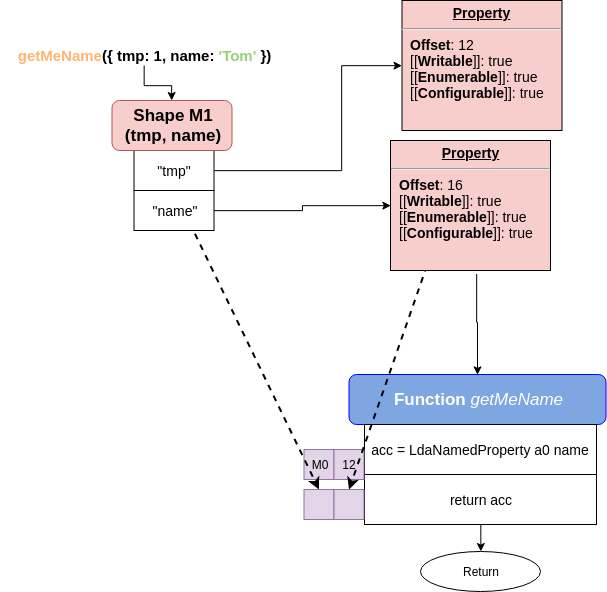 getMeName({ tmp: 1, name: 'Tom' })
Shape M1
(tmp, name)
"tmp"
"name"
Property
Offset: 12
[[Writable]]: true
[[Enumerable]]: true
[[Configurable]]: true
Property
Offset: 16
[[Writable]]: true
[[Enumerable]]: true
[[Configurable]]: true
Function getMeName
M0 12 acc = LdaNamedProperty a0 name
return acc
Return